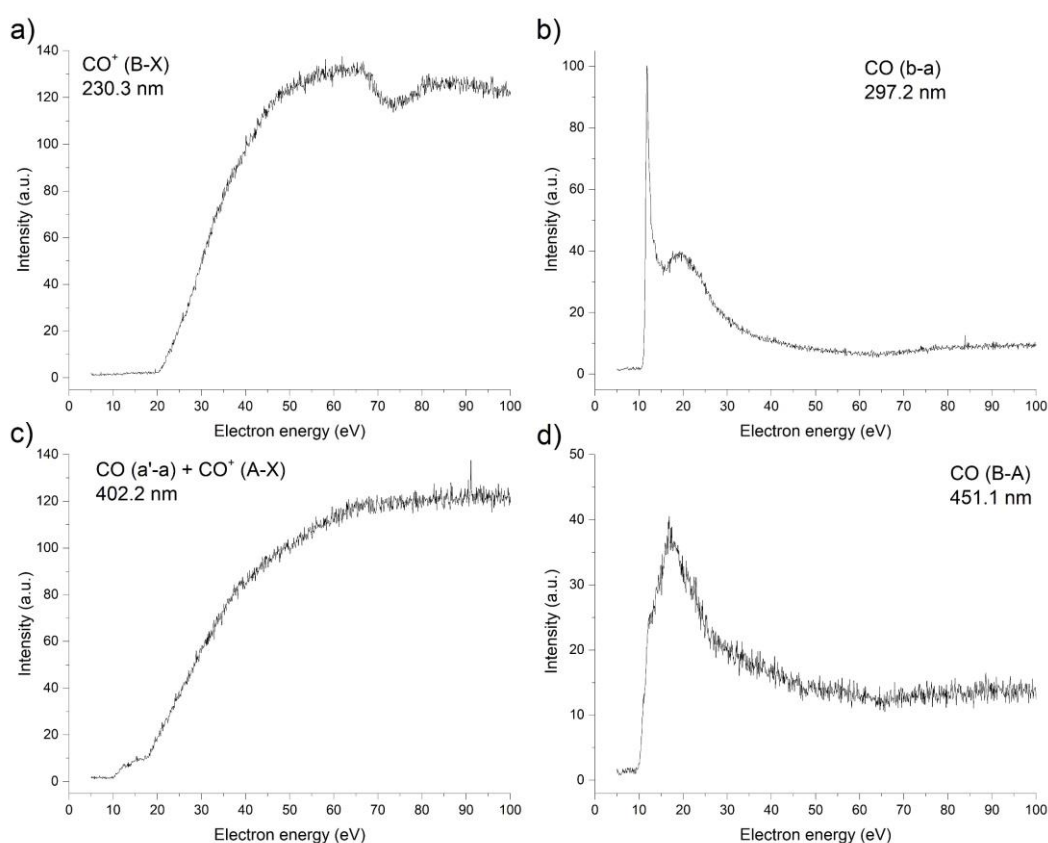 a)
CO⁺ (B-X)
230.3 nm
140
120
100
80
60
40
20
0
Intensity (a.u.)
0 10 20 30 40 50 60 70 80 90 100
Electron energy (eV)
b)
CO (b-a)
297.2 nm
100
80
60
40
20
0
Intensity (a.u.)
0 10 20 30 40 50 60 70 80 90 100
Electron energy (eV)
c)
CO (a'-a) + CO⁺ (A-X)
402.2 nm
140
120
100
80
60
40
20
0
Intensity (a.u.)
0 10 20 30 40 50 60 70 80 90 100
Electron energy (eV)
d)
CO (B-A)
451.1 nm
50
40
30
20
10
0
Intensity (a.u.)
0 10 20 30 40 50 60 70 80 90 100
Electron energy (eV)